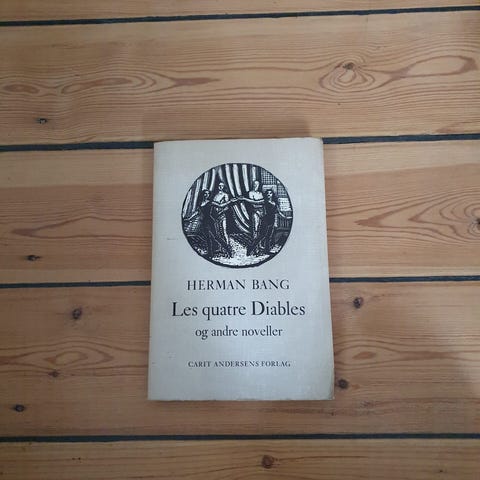 HERMAN BANG
Les quatre Diables
og andre noveller
CARIT ANDERSENS FORLAG